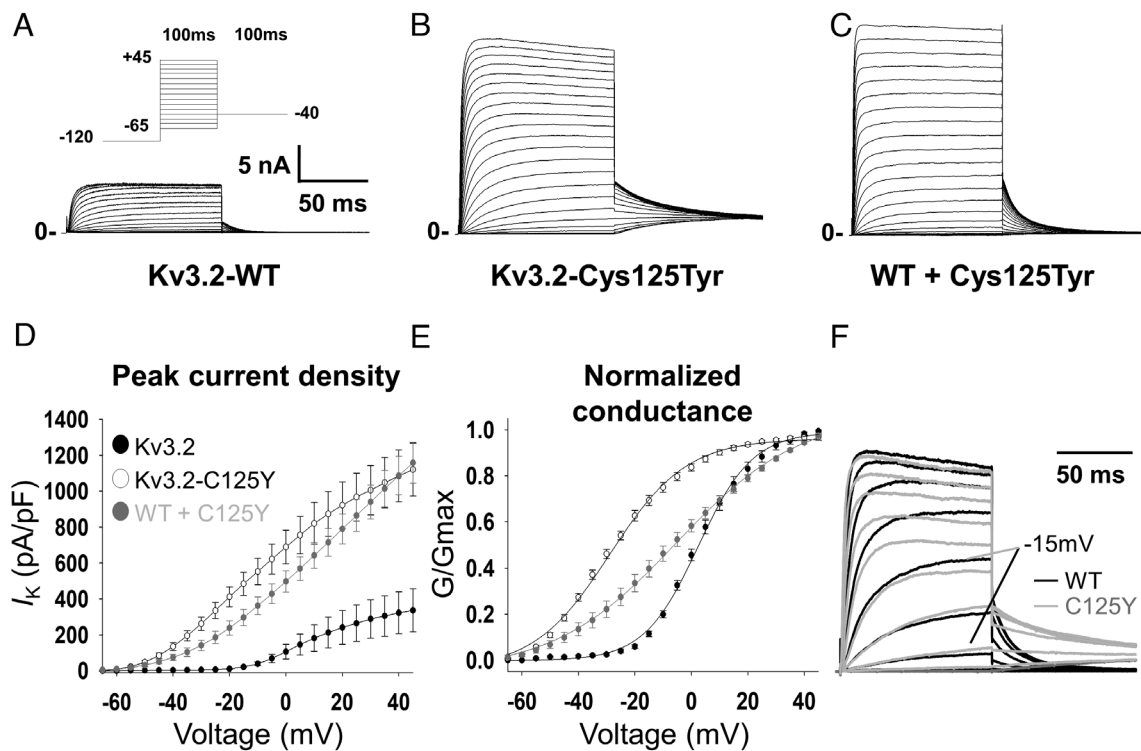 A
100ms 100ms
+45
-40
-65
-120
5 nA
50 ms
0-
Kv3.2-WT
B
0-
Kv3.2-Cys125Tyr
C
0-
WT + Cys125Tyr
D
Peak current density
1400
1200
1000
800
600
400
200
0
IK (pA/pF)
Kv3.2
Kv3.2-C125Y
WT + C125Y
-60 -40 -20 0 20 40
Voltage (mV)
E
Normalized
conductance
1.0
0.8
0.6
0.4
0.2
0.0
G/Gmax
-60 -40 -20 0 20 40
Voltage (mV)
F
50 ms
-15mV
WT
C125Y